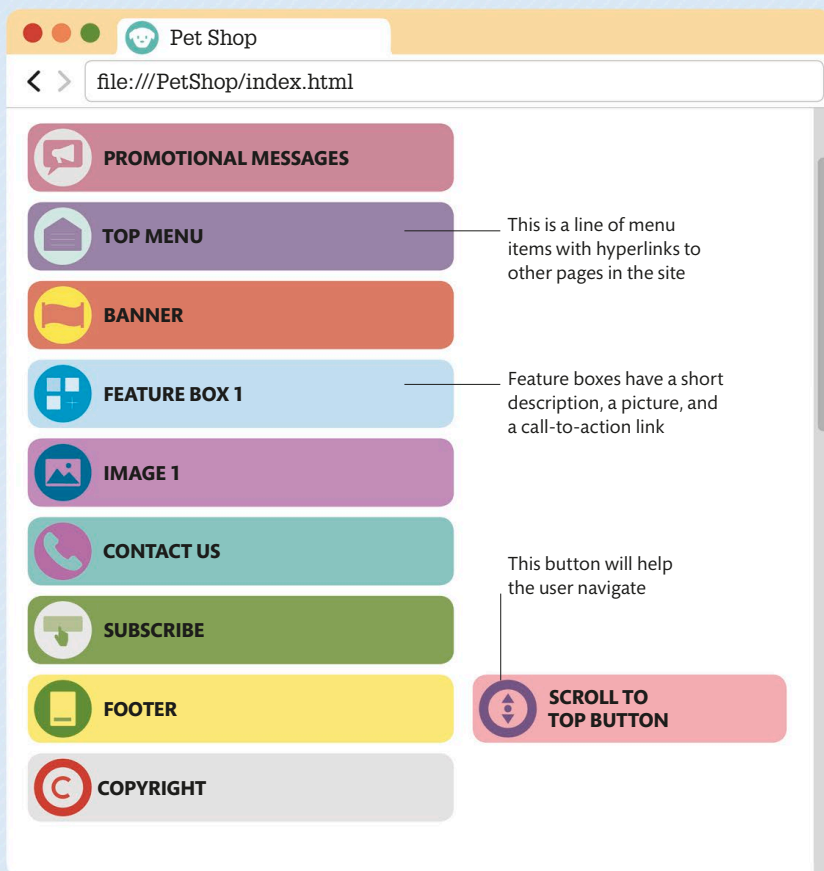 Pet Shop
file:///PetShop/index.html
PROMOTIONAL MESSAGES
TOP MENU
This is a line of menu
items with hyperlinks to
other pages in the site
BANNER
FEATURE BOX 1
Feature boxes have a short
description, a picture, and
a call-to-action link
IMAGE 1
CONTACT US
This button will help
the user navigate
SUBSCRIBE
FOOTER
SCROLL TO
TOP BUTTON
C
COPYRIGHT